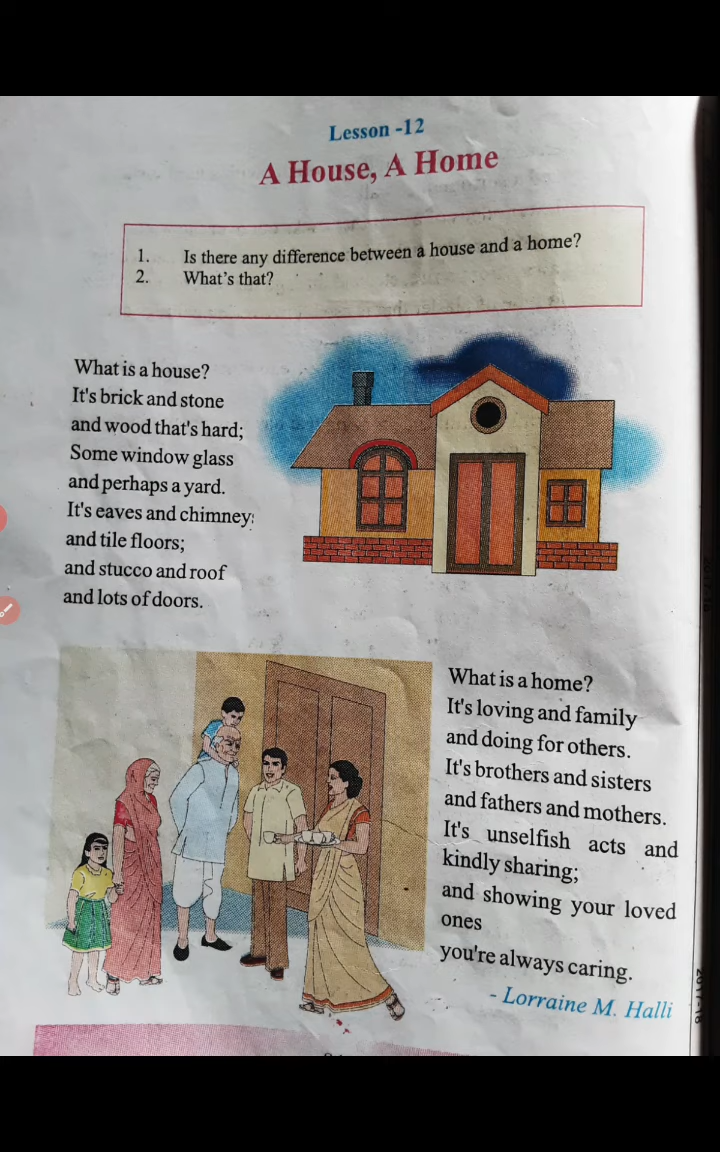 Lesson -12
A House, A Home
1. Is there any difference between a house and a home?
2. What's that?
What is a house?
It's brick and stone
and wood that's hard;
Some window glass
and perhaps a yard.
It's eaves and chimney
and tile floors;
and stucco and roof
and lots of doors.
What is a home?
It's loving and family
and doing for others.
It's brothers and sisters
and fathers and mothers.
It's unselfish acts and
kindly sharing;
and showing your loved
ones
you're always caring.
- Lorraine M. Halli
2017-18